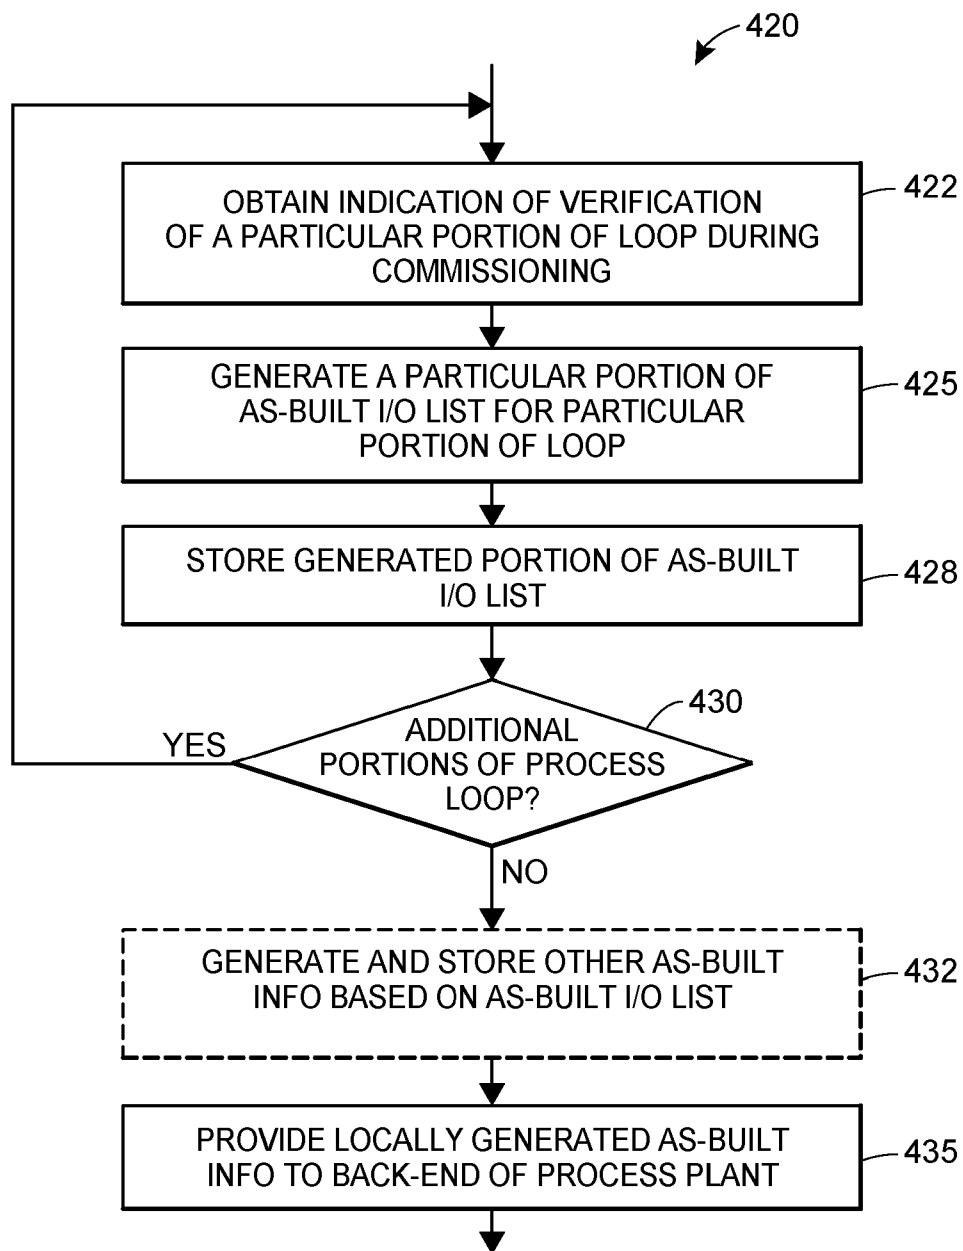 420
OBTAIN INDICATION OF VERIFICATION
OF A PARTICULAR PORTION OF LOOP DURING
COMMISSIONING
422
GENERATE A PARTICULAR PORTION OF
AS-BUILT I/O LIST FOR PARTICULAR
PORTION OF LOOP
425
STORE GENERATED PORTION OF AS-BUILT
I/O LIST
428
430
ADDITIONAL
PORTIONS OF PROCESS
LOOP?
YES
NO
GENERATE AND STORE OTHER AS-BUILT
INFO BASED ON AS-BUILT I/O LIST
432
PROVIDE LOCALLY GENERATED AS-BUILT
INFO TO BACK-END OF PROCESS PLANT
435